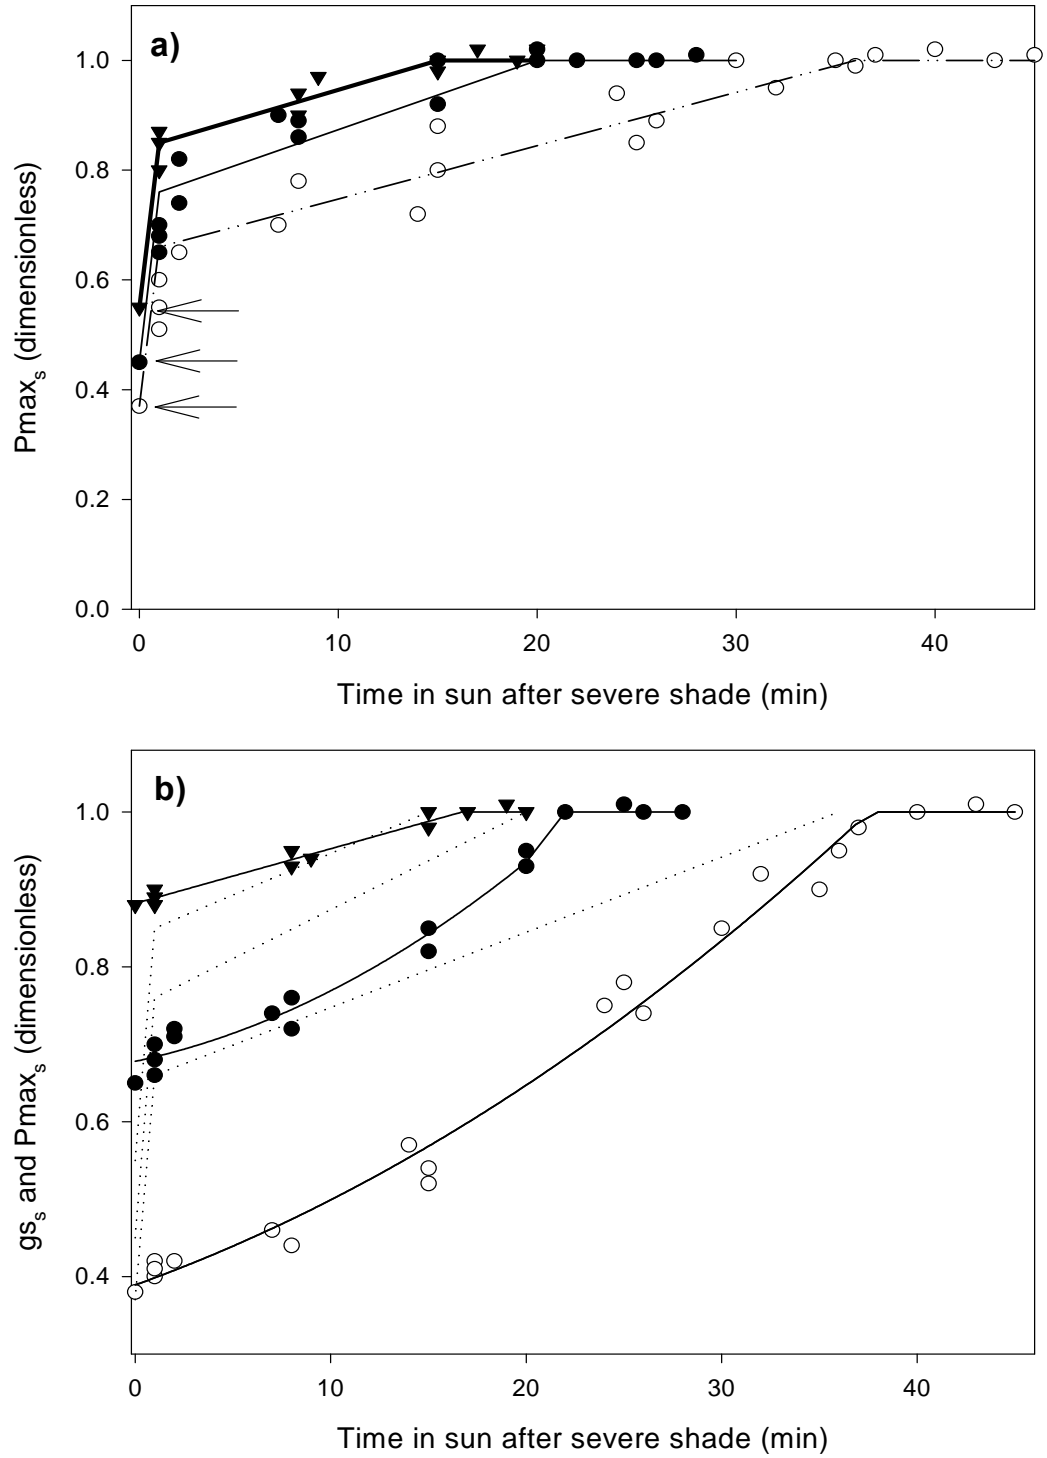 a)
1.0
0.8
0.6
0.4
0.2
0.0
Pmaxs (dimensionless)
0 10 20 30 40
Time in sun after severe shade (min)
b)
1.0
0.8
0.6
0.4
gss and Pmaxs (dimensionless)
0 10 20 30 40
Time in sun after severe shade (min)